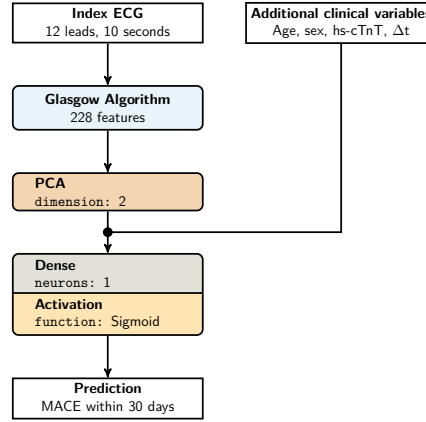 Index ECG
12 leads, 10 seconds
Additional clinical variables
Age, sex, hs-cTnT, Δt
Glasgow Algorithm
228 features
PCA
dimension: 2
Dense
neurons: 1
Activation
function: Sigmoid
Prediction
MACE within 30 days